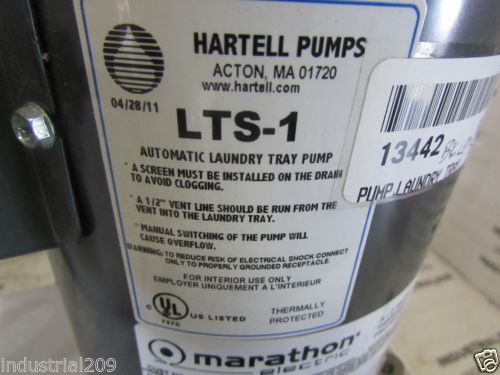 HARTELL PUMPS
ACTON, MA 01720
www.hartell.com
04/28/11
LTS-1
AUTOMATIC LAUNDRY TRAY PUMP
* A SCREEN MUST BE INSTALLED ON THE DRAIN
TO AVOID CLOGGING.
* A 1/2" VENT LINE SHOULD BE RUN FROM THE
VENT INTO THE LAUNDRY TRAY.
* MANUAL SWITCHING OF THE PUMP WILL
CAUSE OVERFLOW.
WARNING: TO REDUCE RISK OF ELECTRICAL SHOCK CONNECT
ONLY TO PROPERLY GROUNDED RECEPTACLE.
FOR INTERIOR USE ONLY
EMPLOYER UNIQUEMENT A L'INTERIEUR
C UL US LISTED
THERMALLY
PROTECTED
13442
PUMP, LAUNDRY
marathon
electric
© industrial209